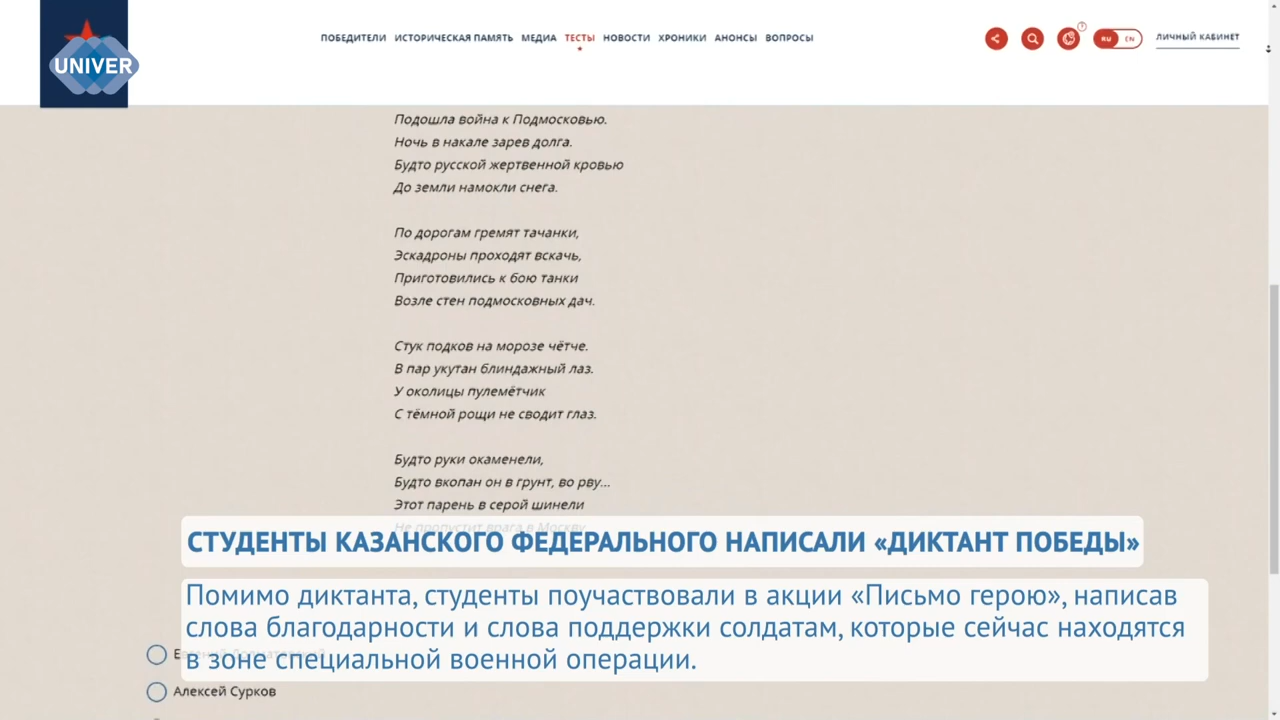 UNIVER
ПОБЕДИТЕЛИ ИСТОРИЧЕСКАЯ ПАМЯТЬ МЕДИА ТЕСТЫ НОВОСТИ ХРОНИКИ АНОНСЫ ВОПРОСЫ
RU EN ЛИЧНЫЙ КАБИНЕТ
Подошла война к Подмосковью.
Ночь в накале зарев долга.
Будто русской жертвенной кровью
До земли намокли снега.
По дорогам гремят тачанки,
Эскадроны проходят вскачь,
Приготовились к бою танки
Возле стен подмосковных дач.
Стук подков на морозе чётче.
В пар укутан блиндажный лаз.
У околицы пулемётчик
С тёмной рощи не сводит глаз.
Будто руки окаменели,
Будто вкопан он в грунт, во рву...
Этот парень в серой шинели
Не пропустит врага в Москву
СТУДЕНТЫ КАЗАНСКОГО ФЕДЕРАЛЬНОГО НАПИСАЛИ «ДИКТАНТ ПОБЕДЫ»
Помимо диктанта, студенты поучаствовали в акции «Письмо герою», написав
слова благодарности и слова поддержки солдатам, которые сейчас находятся
в зоне специальной военной операции.
Алексей Сурков